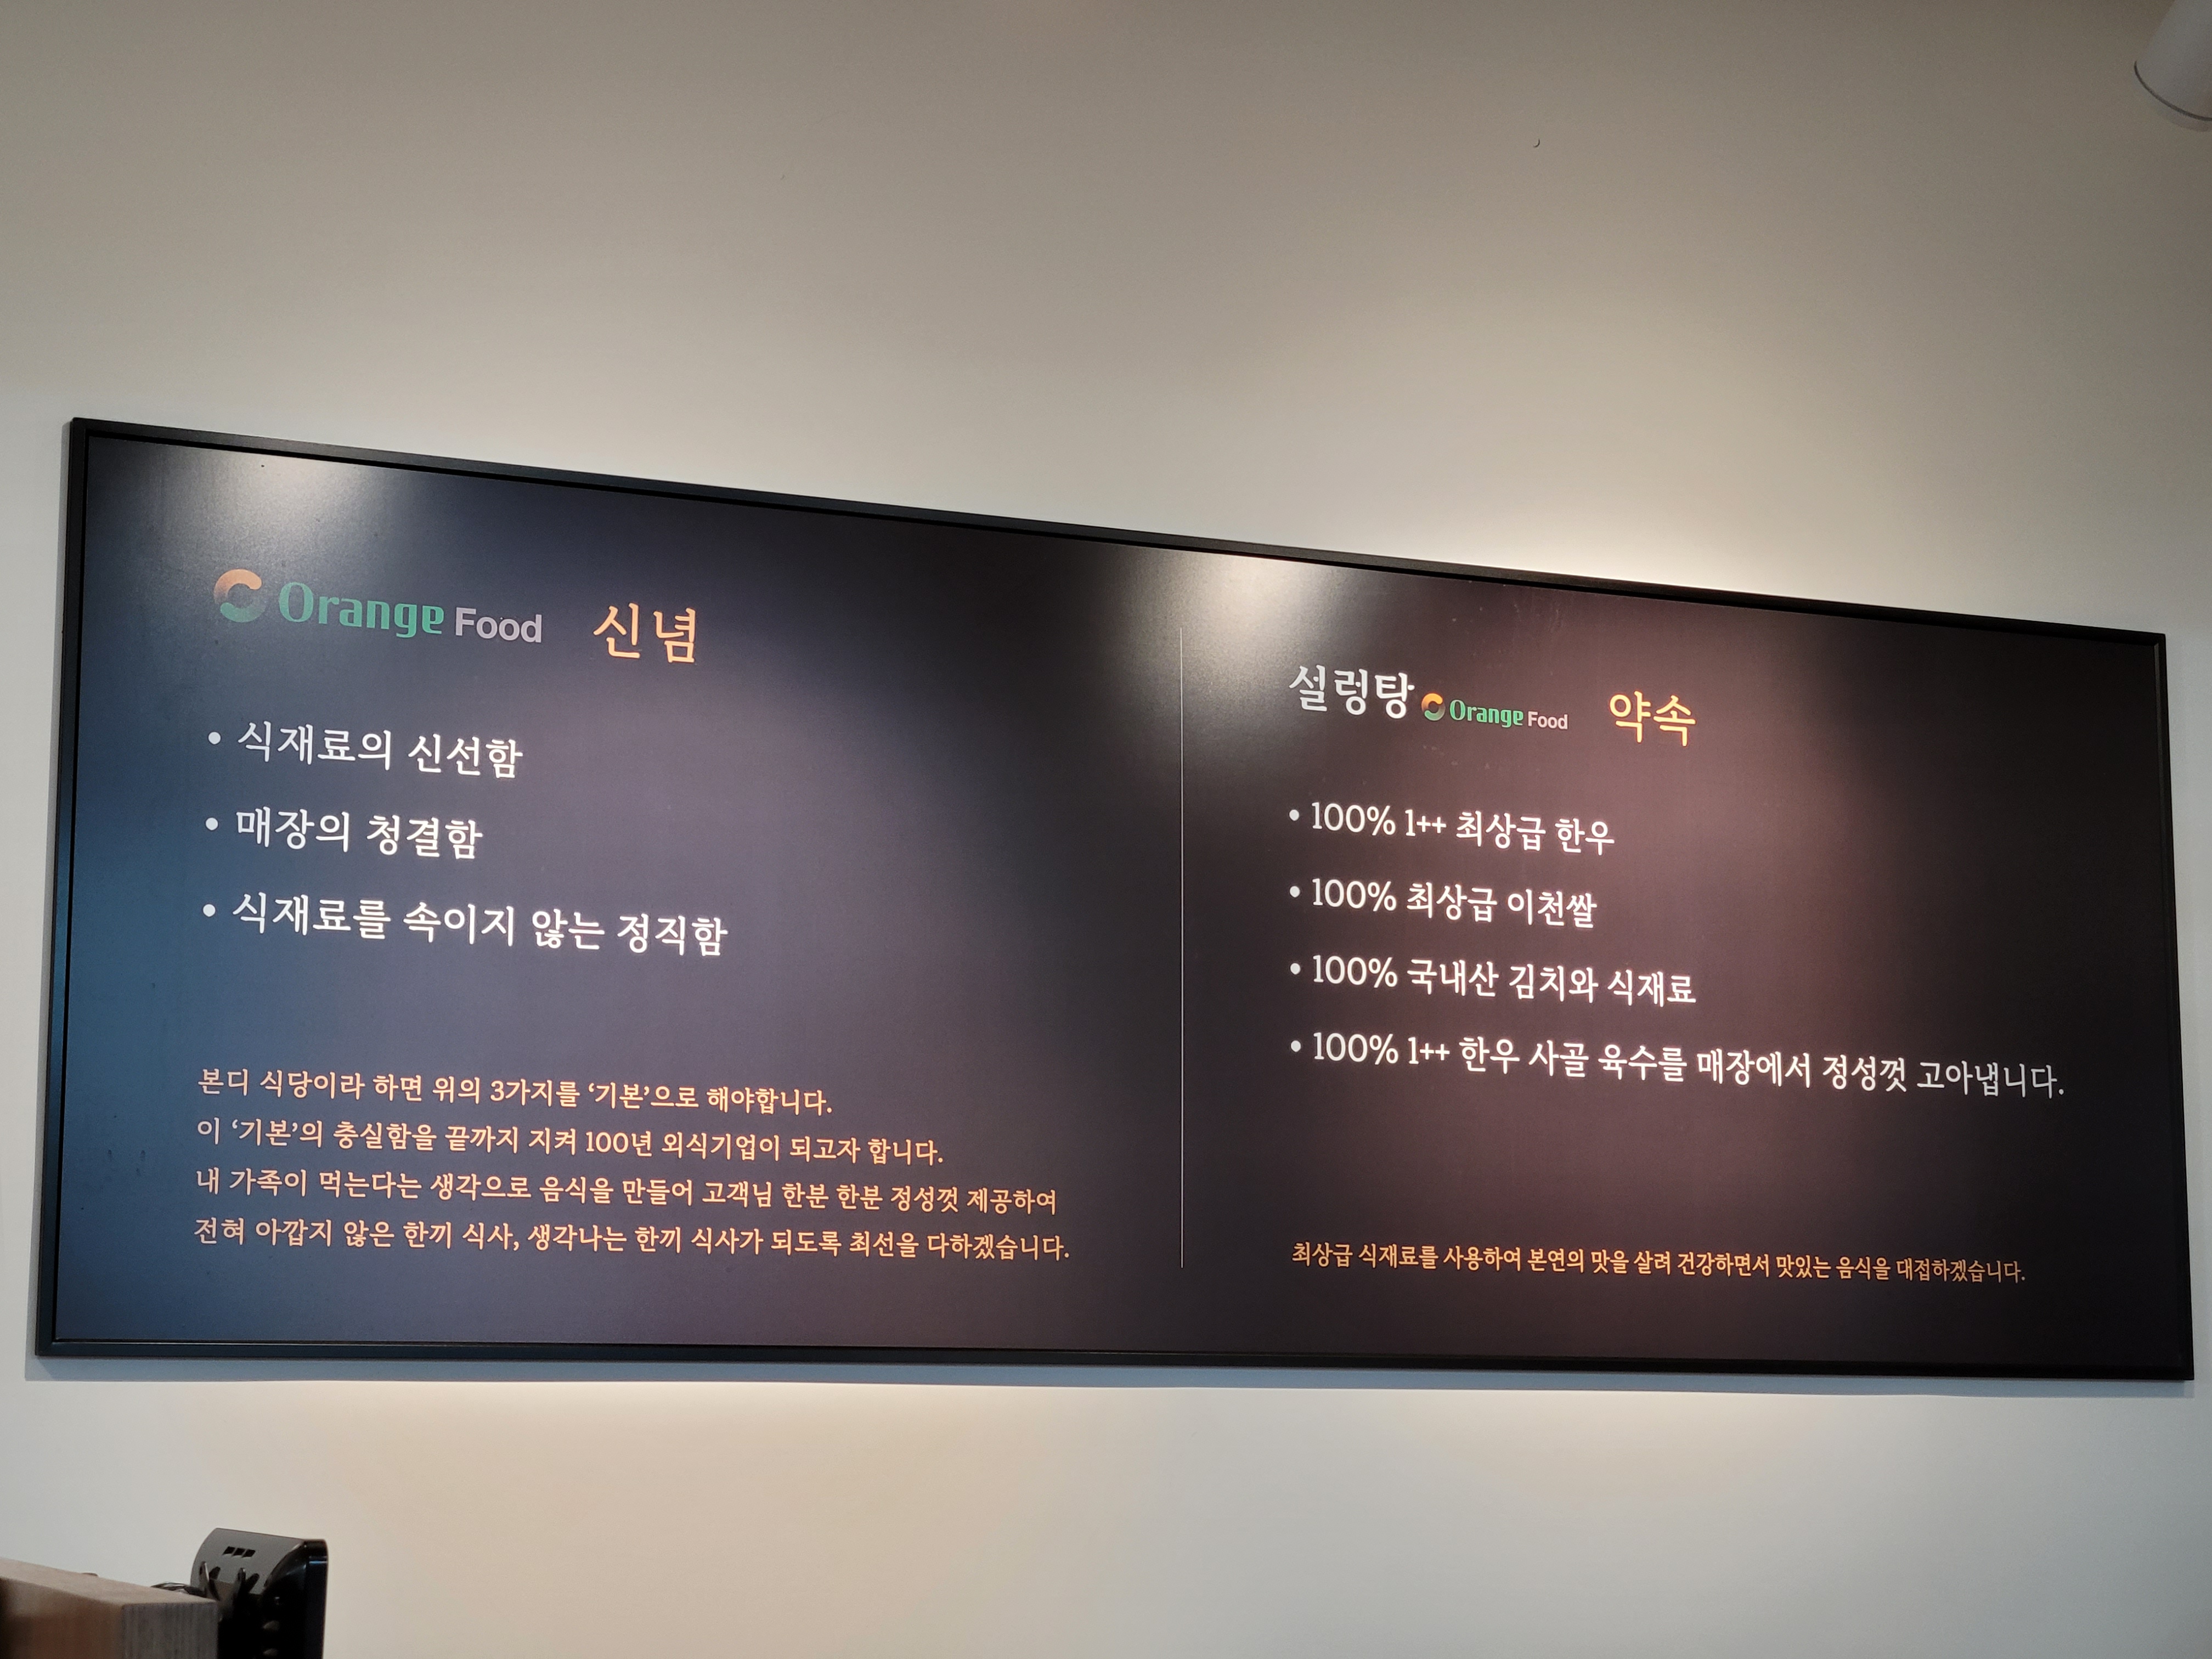 Orange Food 신념
• 식재료의 신선함
• 매장의 청결함
• 식재료를 속이지 않는 정직함
본디 식당이라 하면 위의 3가지를 ‘기본’으로 해야합니다.
이 ‘기본’의 충실함을 끝까지 지켜 100년 외식기업이 되고자 합니다.
내 가족이 먹는다는 생각으로 음식을 만들어 고객님 한분 한분 정성껏 제공하여
전혀 아깝지 않은 한끼 식사, 생각나는 한끼 식사가 되도록 최선을 다하겠습니다.
설렁탕 Orange Food 약속
• 100% 1++ 최상급 한우
• 100% 최상급 이천쌀
• 100% 국내산 김치와 식재료
• 100% 1++ 한우 사골 육수를 매장에서 정성껏 고아냅니다.
최상급 식재료를 사용하여 본연의 맛을 살려 건강하면서 맛있는 음식을 대접하겠습니다.